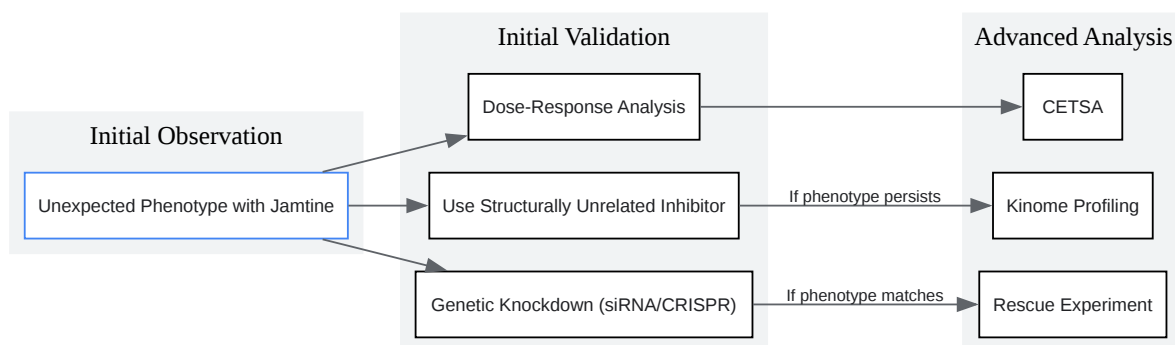 Initial Observation
Unexpected Phenotype with Jamtine
Initial Validation
Dose-Response Analysis
Use Structurally Unrelated Inhibitor
Genetic Knockdown (siRNA/CRISPR)
If phenotype persists
If phenotype matches
Advanced Analysis
CETSA
Kinome Profiling
Rescue Experiment